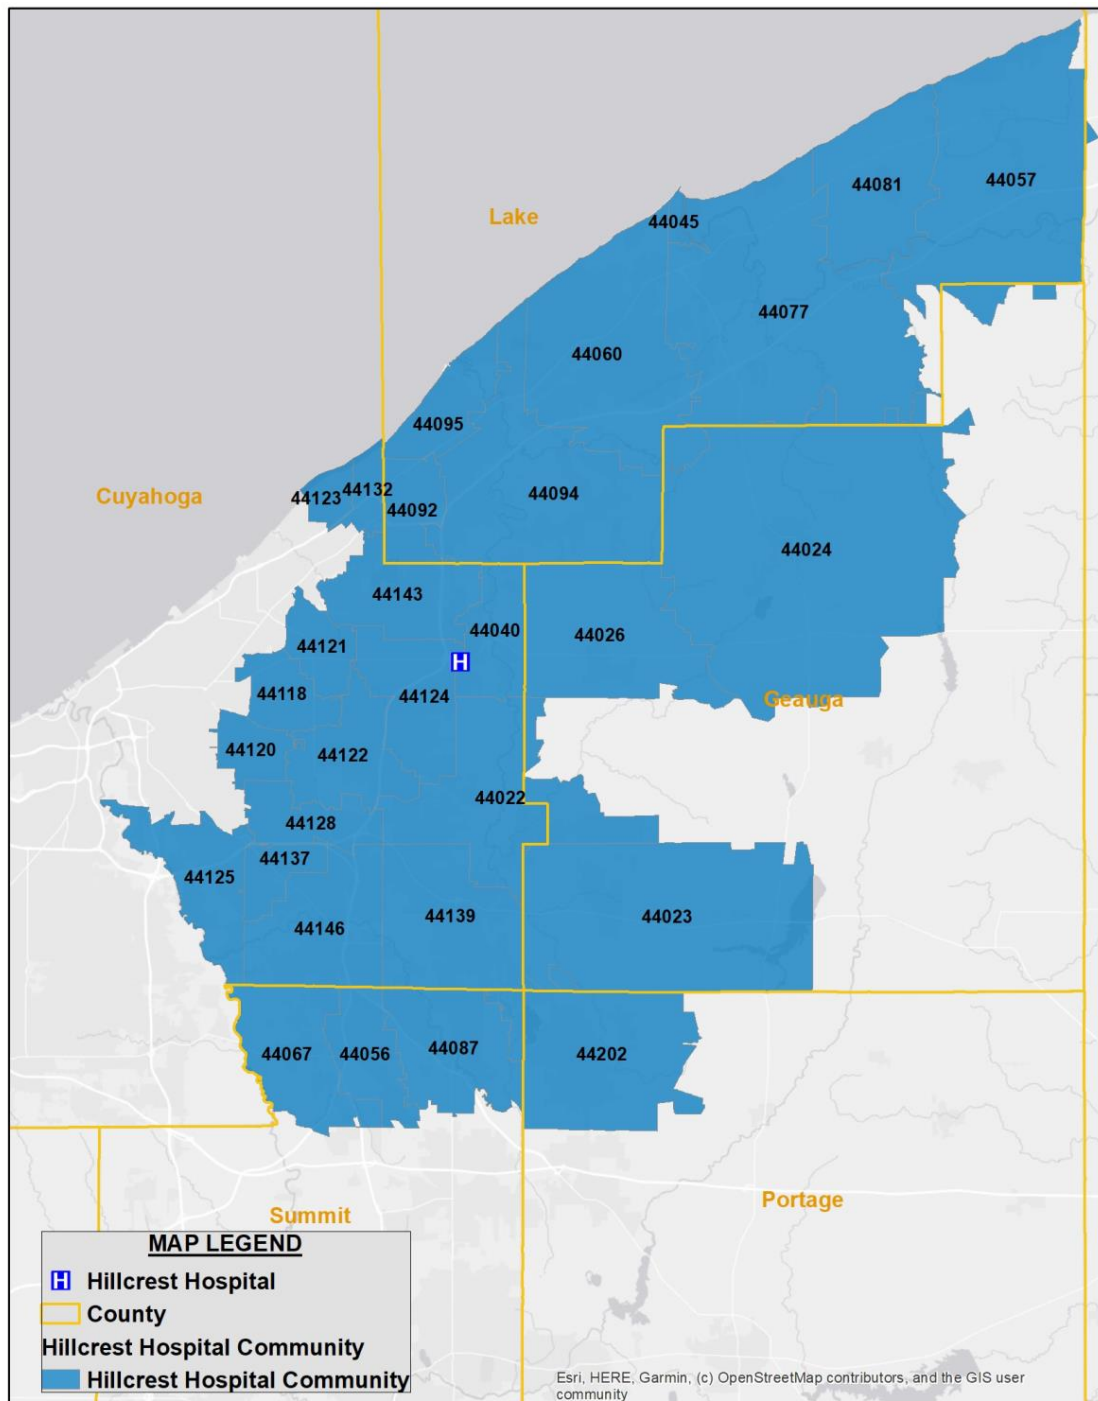 44057
44081
Lake
44045
44077
44060
44095
44132
44123
Cuyahoga
44092
44094
44024
44143
44040
44026
44121
H
44118
44124
Geauga
44120
44122
44022
44128
44137
44125
44139
44023
44146
44067
44056
44087
44202
Portage
Summit
MAP LEGEND
H Hillcrest Hospital
County
Hillcrest Hospital Community
Hillcrest Hospital Community
Esri, HERE, Garmin, (c) OpenStreetMap contributors, and the GIS user
community